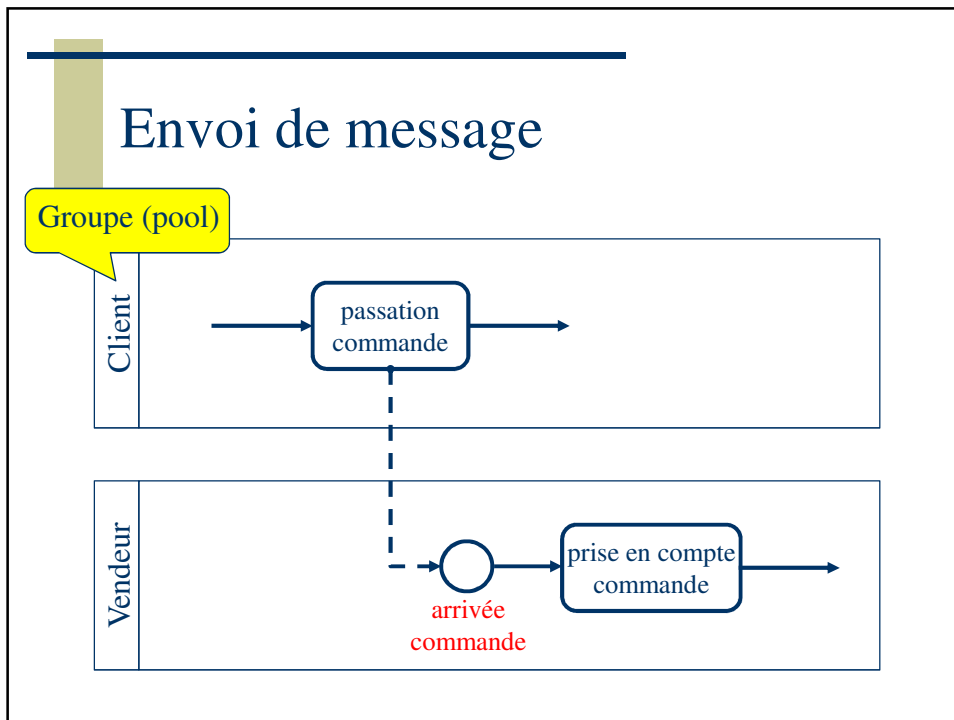 Envoi de message
Groupe (pool)
Client
passation
commande
Vendeur
prise en compte
commande
arrivée
commande